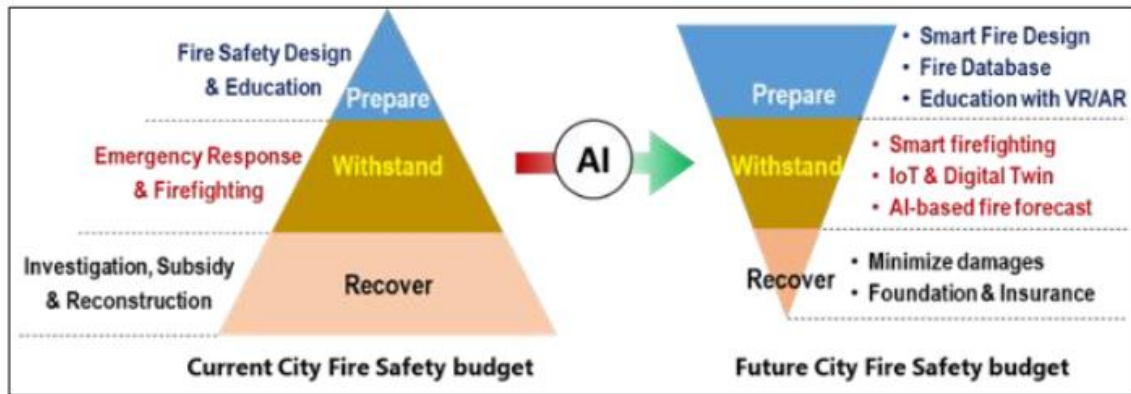 Fire Safety Design
& Education
Prepare
Emergency Response
& Firefighting
Withstand
Investigation, Subsidy
& Reconstruction
Recover
Current City Fire Safety budget
AI
Prepare
• Smart Fire Design
• Fire Database
• Education with VR/AR
Withstand
• Smart firefighting
• IoT & Digital Twin
• AI-based fire forecast
Recover
• Minimize damages
• Foundation & Insurance
Future City Fire Safety budget